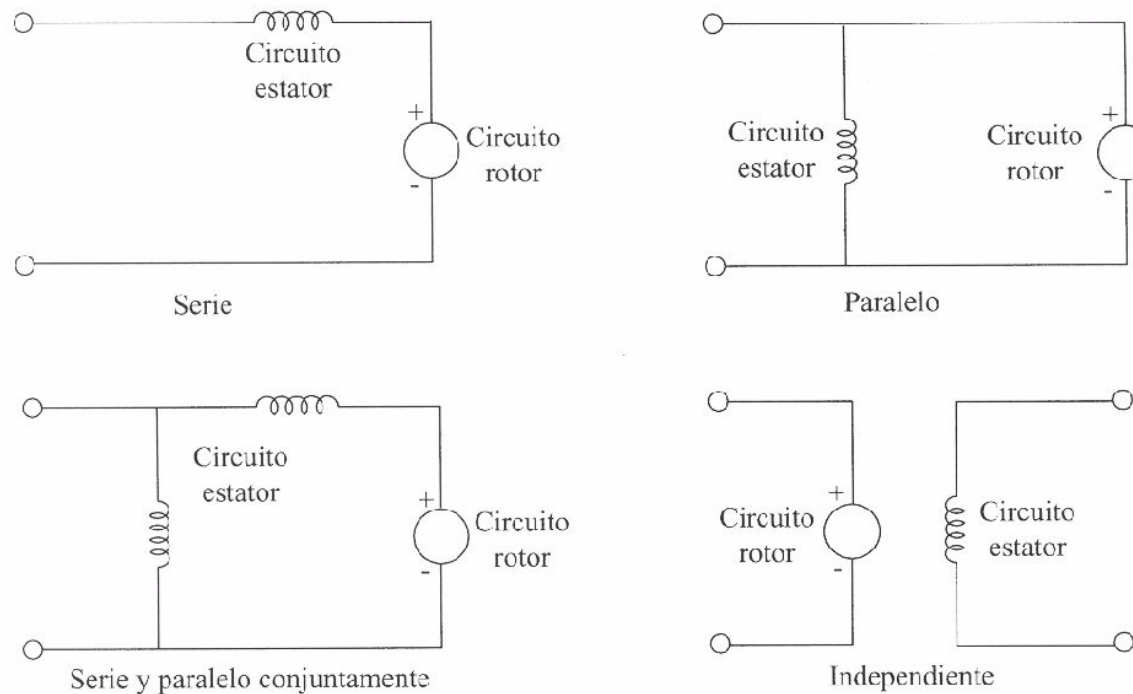 Circuito
estator
+
Circuito
rotor
-
Serie
Circuito
estator
+
Circuito
rotor
-
Paralelo
Circuito
estator
+
Circuito
rotor
-
Serie y paralelo conjuntamente
Circuito
rotor
+
-
Circuito
estator
Independiente